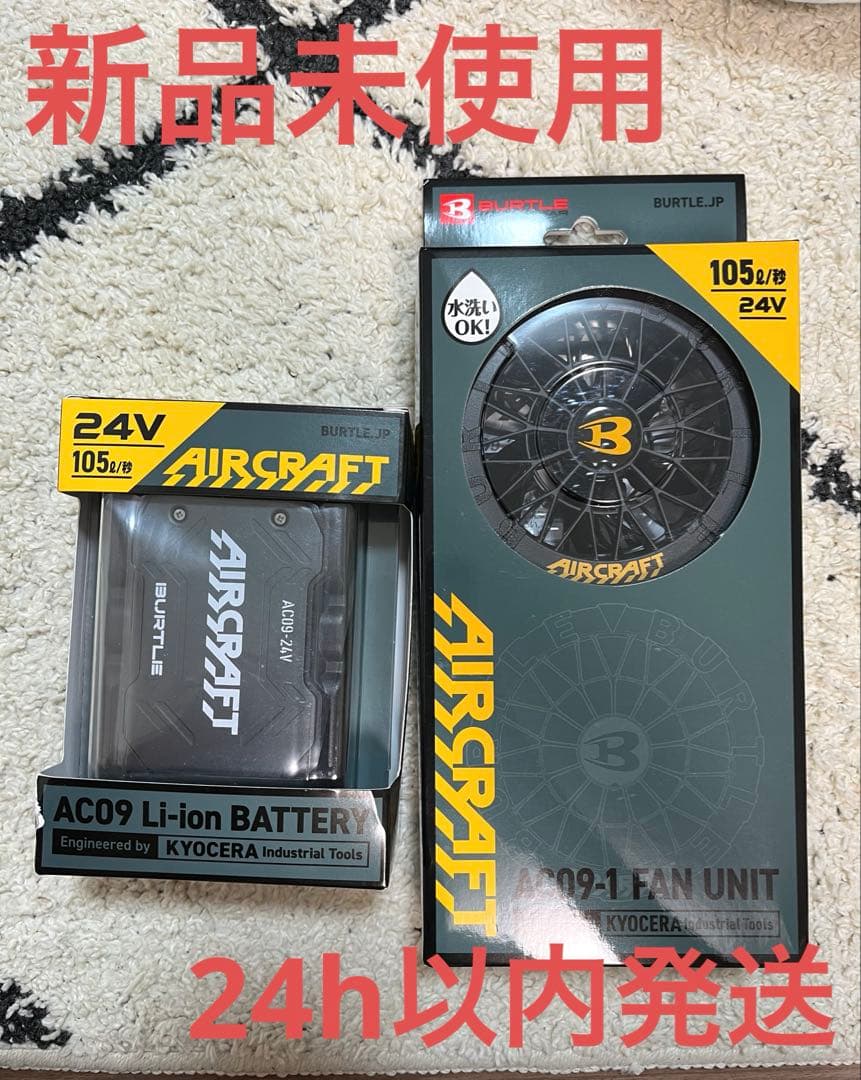 新品未使用
BURTLE
BURTLE.JP
105ℓ/秒
24V
水洗い
OK!
B
AIRCRAFT
24V
105ℓ/秒
BURTLE.JP
AIRCRAFT
AIRCRAFT
BURTLE
AC09-24V
AC09 Li-ion BATTERY
Engineered by KYOCERA Industrial Tools
AIRCRAFT
B
AC09-1 FAN UNIT
KYOCERA Industrial Tools
24h以内発送